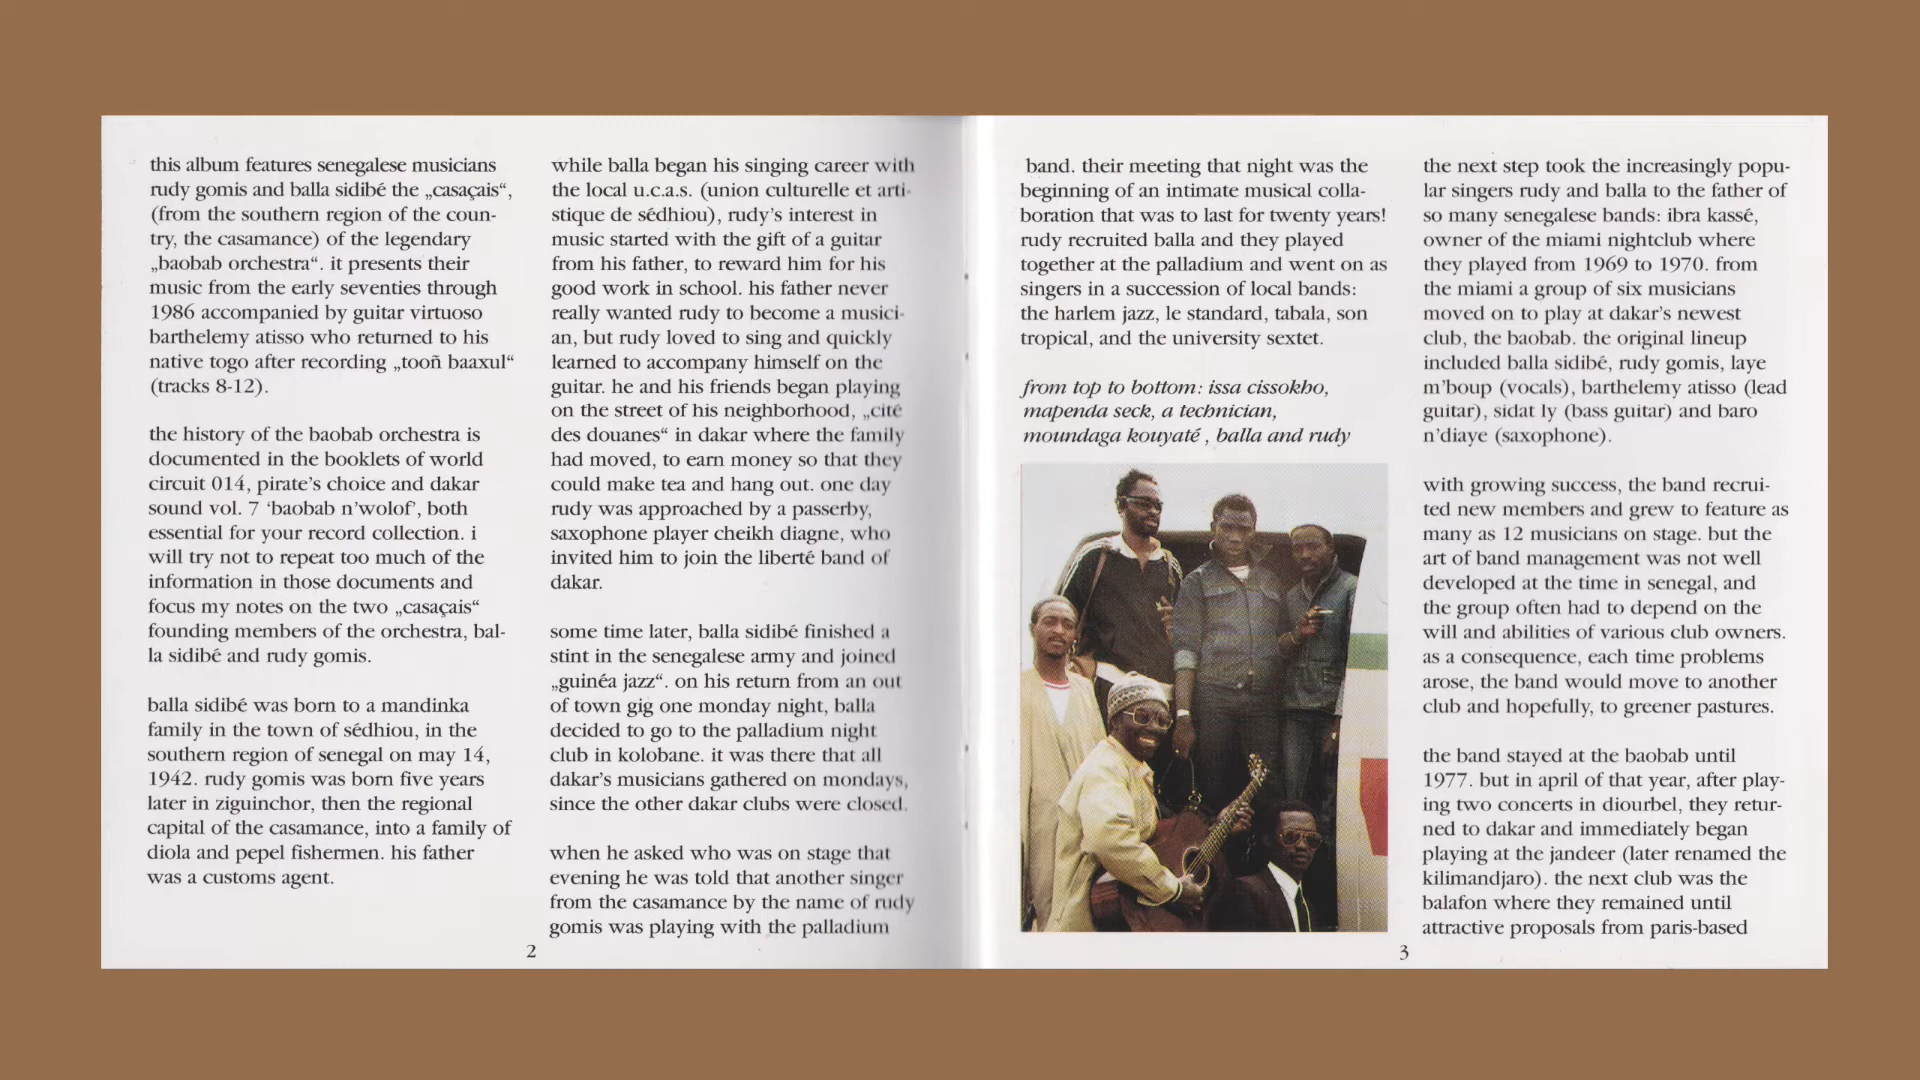 this album features senegalese musicians
rudy gomis and balla sidibé the „casaçais“,
(from the southern region of the coun-
try, the casamance) of the legendary
„baobab orchestra“. it presents their
music from the early seventies through
1986 accompanied by guitar virtuoso
barthelemy atisso who returned to his
native togo after recording „tooñ baaxul“
(tracks 8-12).
the history of the baobab orchestra is
documented in the booklets of world
circuit 014, pirate’s choice and dakar
sound vol. 7 ‘baobab n’wolof’, both
essential for your record collection. i
will try not to repeat too much of the
information in those documents and
focus my notes on the two „casaçais“
founding members of the orchestra, bal-
la sidibé and rudy gomis.
balla sidibé was born to a mandinka
family in the town of sédhiou, in the
southern region of senegal on may 14,
1942. rudy gomis was born five years
later in ziguinchor, then the regional
capital of the casamance, into a family of
diola and pepel fishermen. his father
was a customs agent.
while balla began his singing career with
the local u.c.a.s. (union culturelle et arti-
stique de sédhiou), rudy’s interest in
music started with the gift of a guitar
from his father, to reward him for his
good work in school. his father never
really wanted rudy to become a musici-
an, but rudy loved to sing and quickly
learned to accompany himself on the
guitar. he and his friends began playing
on the street of his neighborhood, „cité
des douanes“ in dakar where the family
had moved, to earn money so that they
could make tea and hang out. one day
rudy was approached by a passerby,
saxophone player cheikh diagne, who
invited him to join the liberté band of
dakar.
some time later, balla sidibé finished a
stint in the senegalese army and joined
„guinéa jazz“. on his return from an out
of town gig one monday night, balla
decided to go to the palladium night
club in kolobane. it was there that all
dakar’s musicians gathered on mondays,
since the other dakar clubs were closed.
when he asked who was on stage that
evening he was told that another singer
from the casamance by the name of rudy
gomis was playing with the palladium
2
band. their meeting that night was the
beginning of an intimate musical colla-
boration that was to last for twenty years!
rudy recruited balla and they played
together at the palladium and went on as
singers in a succession of local bands:
the harlem jazz, le standard, tabala, son
tropical, and the university sextet.
from top to bottom: issa cissokho,
mapenda seck, a technician,
moundaga kouyaté , balla and rudy
the next step took the increasingly popu-
lar singers rudy and balla to the father of
so many senegalese bands: ibra kassé,
owner of the miami nightclub where
they played from 1969 to 1970. from
the miami a group of six musicians
moved on to play at dakar’s newest
club, the baobab. the original lineup
included balla sidibé, rudy gomis, laye
m’boup (vocals), barthelemy atisso (lead
guitar), sidat ly (bass guitar) and baro
n’diaye (saxophone).
with growing success, the band recrui-
ted new members and grew to feature as
many as 12 musicians on stage. but the
art of band management was not well
developed at the time in senegal, and
the group often had to depend on the
will and abilities of various club owners.
as a consequence, each time problems
arose, the band would move to another
club and hopefully, to greener pastures.
the band stayed at the baobab until
1977. but in april of that year, after play-
ing two concerts in diourbel, they retur-
ned to dakar and immediately began
playing at the jandeer (later renamed the
kilimandjaro). the next club was the
balafon where they remained until
attractive proposals from paris-based
3